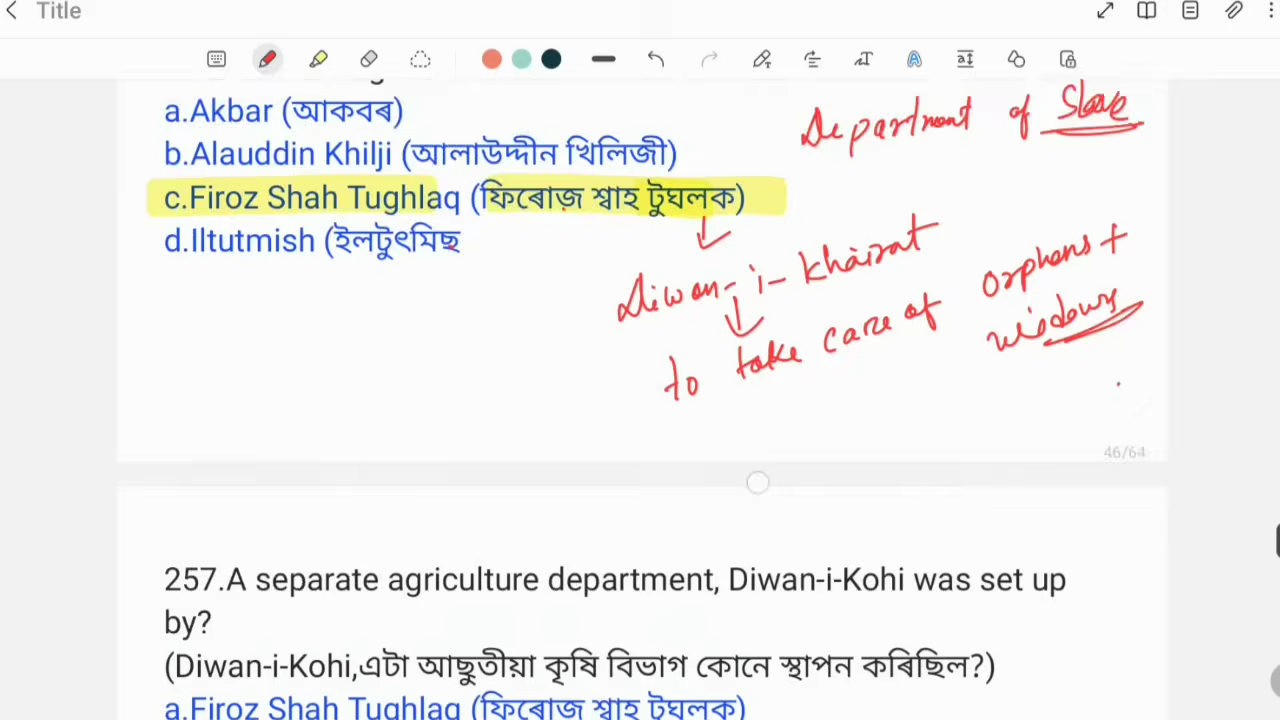 Title
a.Akbar (আকবৰ)
Department of Slave
b.Alauddin Khilji (আলাউদ্দীন খিলিজী)
c.Firoz Shah Tughlaq (ফিৰোজ শ্বাহ টুঘলক)
d.Iltutmish (ইলটুৎমিছ
Diwan-i-Khairat
to take care of orphens +
widows
46/64
257.A separate agriculture department, Diwan-i-Kohi was set up
by?
(Diwan-i-Kohi,এটা আছুতীয়া কৃষি বিভাগ কোনে স্থাপন কৰিছিল?)
a.Firoz Shah Tughlaq (ফিৰোজ শ্বাহ টুঘলক)